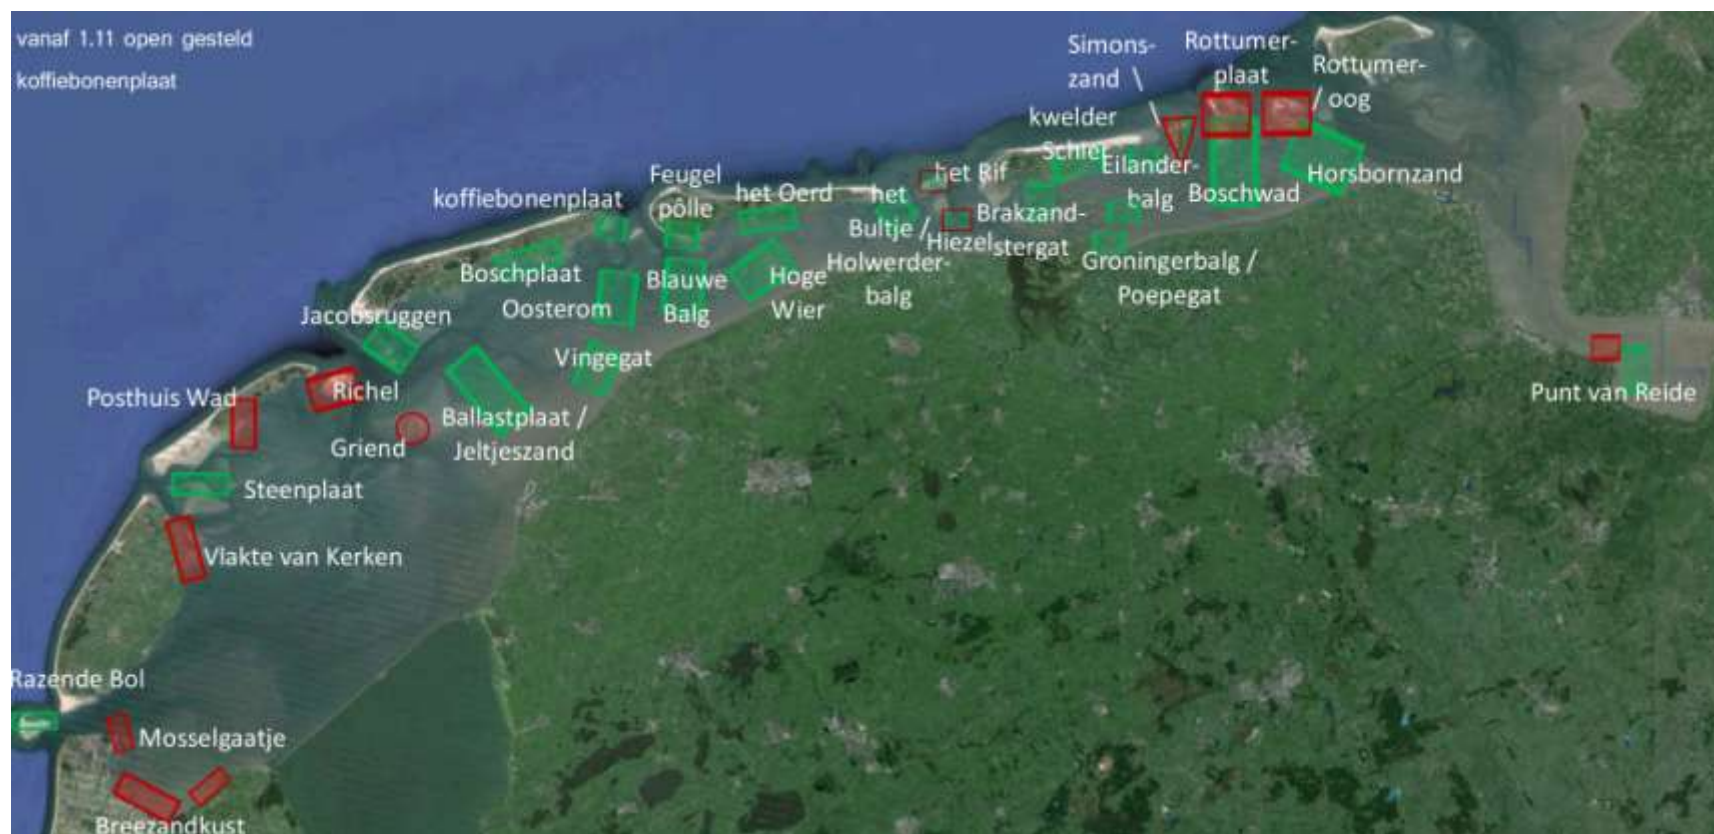 vanaf 1.11 open gesteld
koffiebonenplaat
Simons-
zand \
Rottumer-
plaat
Rottumer-
/ oog
kwelder
Schier
Eilander-
balg
Boschwad
Horsbornzand
het Rif
Feugel
pôlle
het Oerd
het
Bultje /
Hiezel
Brakzand-
stergat
koffiebonenplaat
Boschplaat
Oosterom
Blauwe
Balg
Hoge
Wier
Holwerder-
balg
Groningerbalg /
Poepegat
Jacobsruggen
Vingegat
Posthuis Wad
Richel
Griend
Ballastplaat /
Jeltjeszand
Punt van Reide
Steenplaat
Vlakte van Kerken
Razende Bol
Mosselgaatje
Breezandkust